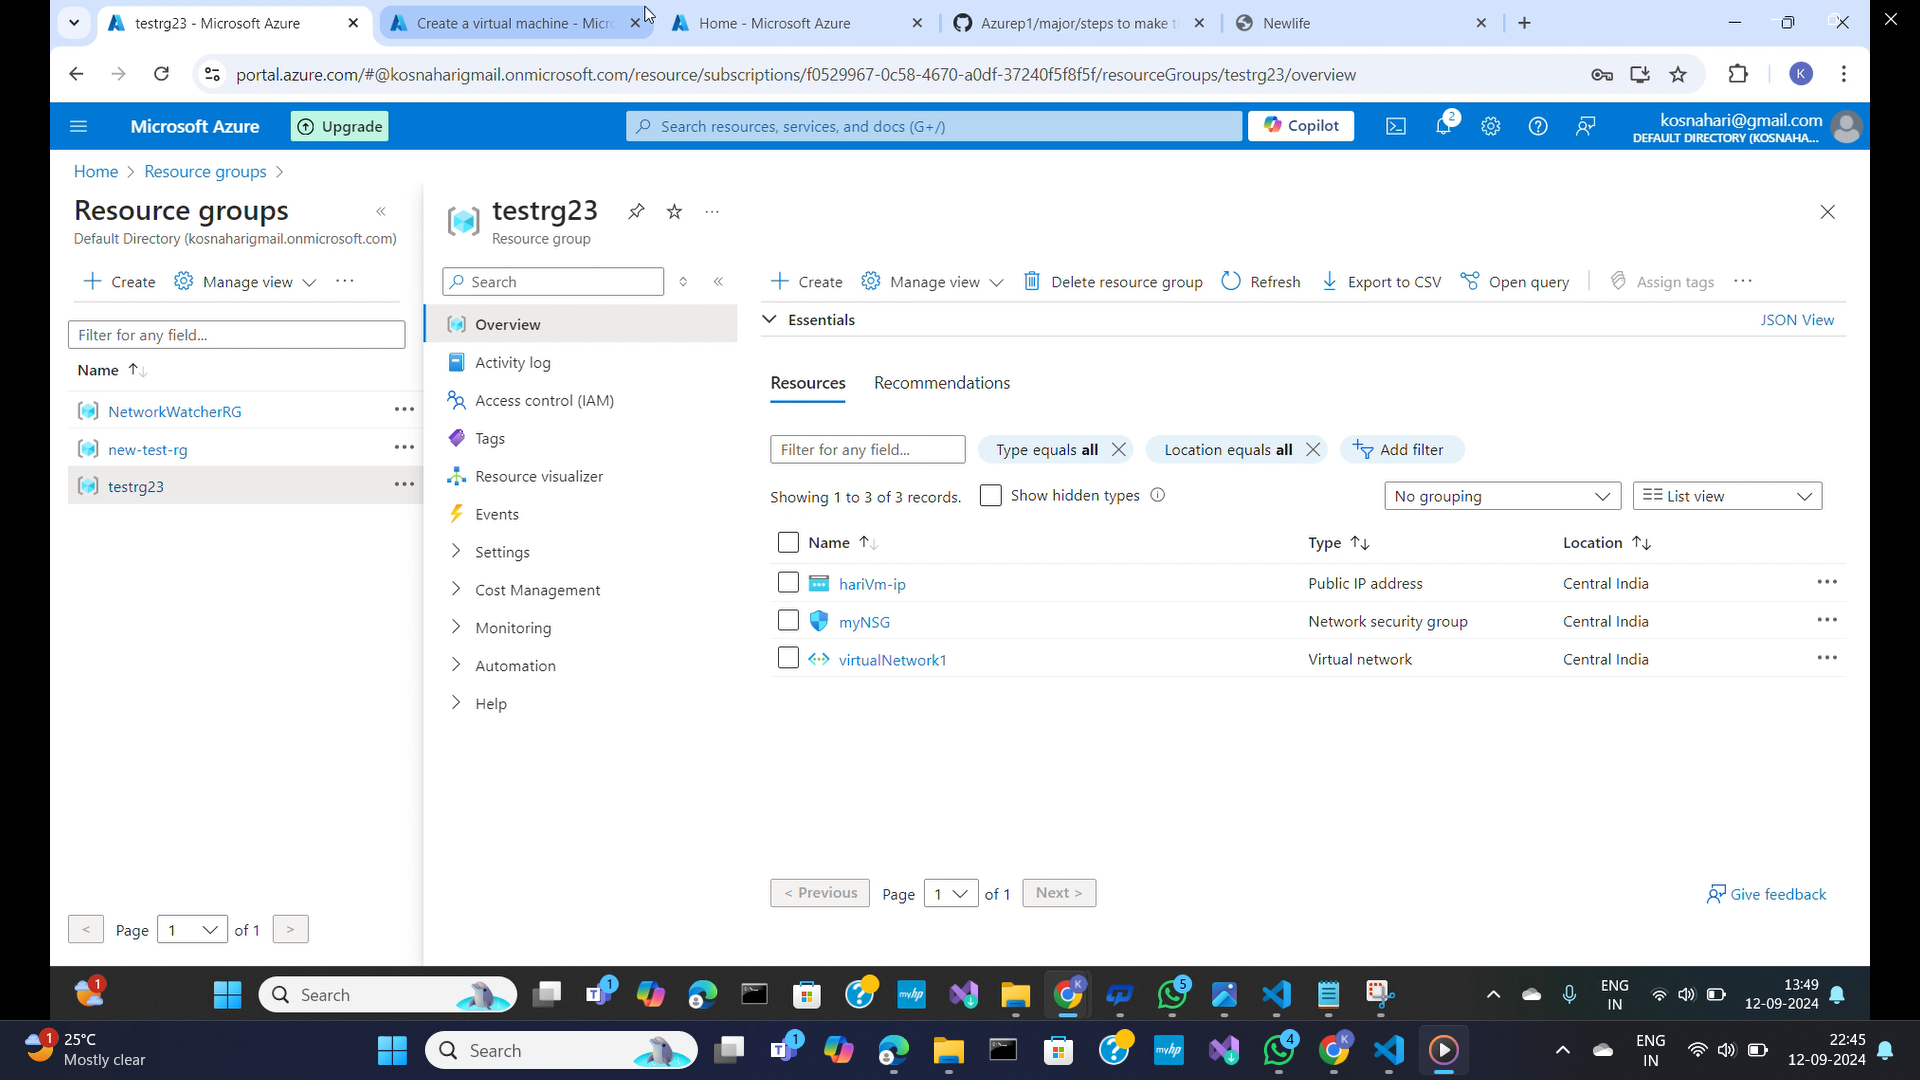 testrg23 - Microsoft Azure
Create a virtual machine - Micr
Home - Microsoft Azure
Azurep1/major/steps to make t
Newlife
portal.azure.com/#@kosnaharigmail.onmicrosoft.com/resource/subscriptions/f0529967-0c58-4670-a0df-37240f5f8f5f/resourceGroups/testrg23/overview
K
Microsoft Azure
Upgrade
Search resources, services, and docs (G+/)
Copilot
2
kosnahari@gmail.com
DEFAULT DIRECTORY (KOSNAHA...
Home > Resource groups >
Resource groups
Default Directory (kosnaharigmail.onmicrosoft.com)
Create
Manage view
Filter for any field...
Name
NetworkWatcherRG
new-test-rg
testrg23
< Page 1 of 1 >
testrg23
Resource group
Search
Overview
Activity log
Access control (IAM)
Tags
Resource visualizer
Events
Settings
Cost Management
Monitoring
Automation
Help
Create
Manage view
Delete resource group
Refresh
Export to CSV
Open query
Assign tags
Essentials
JSON View
Resources
Recommendations
Filter for any field...
Type equals all
Location equals all
Add filter
Showing 1 to 3 of 3 records.
Show hidden types
No grouping
List view
Name
Type
Location
hariVm-ip
Public IP address
Central India
myNSG
Network security group
Central India
virtualNetwork1
Virtual network
Central India
< Previous
Page 1 of 1
Next >
Give feedback
1
Search
1
myhp
K
5
ENG
IN
13:49
12-09-2024
1
25°C
Mostly clear
Search
1
myhp
4
K
ENG
IN
22:45
12-09-2024